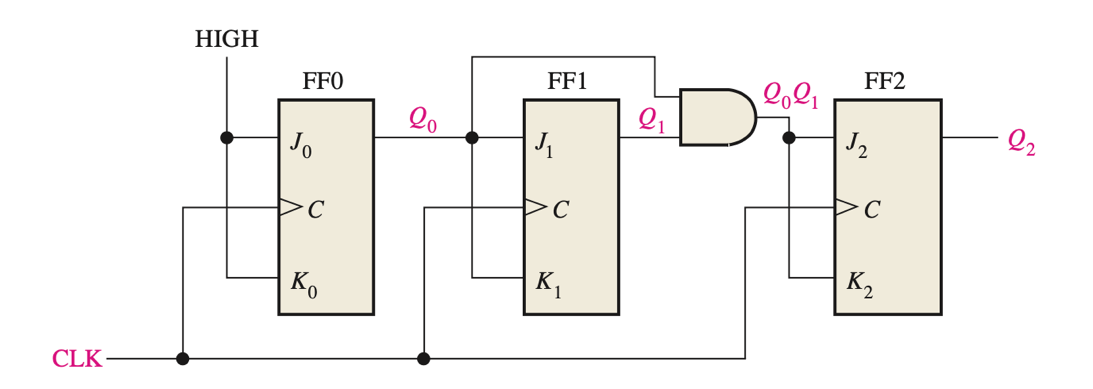 HIGH
FF0
FF1
FF2
Q₀
Q₁
Q₀Q₁
J₀
J₁
J₂
Q₂
C
C
C
K₀
K₁
K₂
CLK